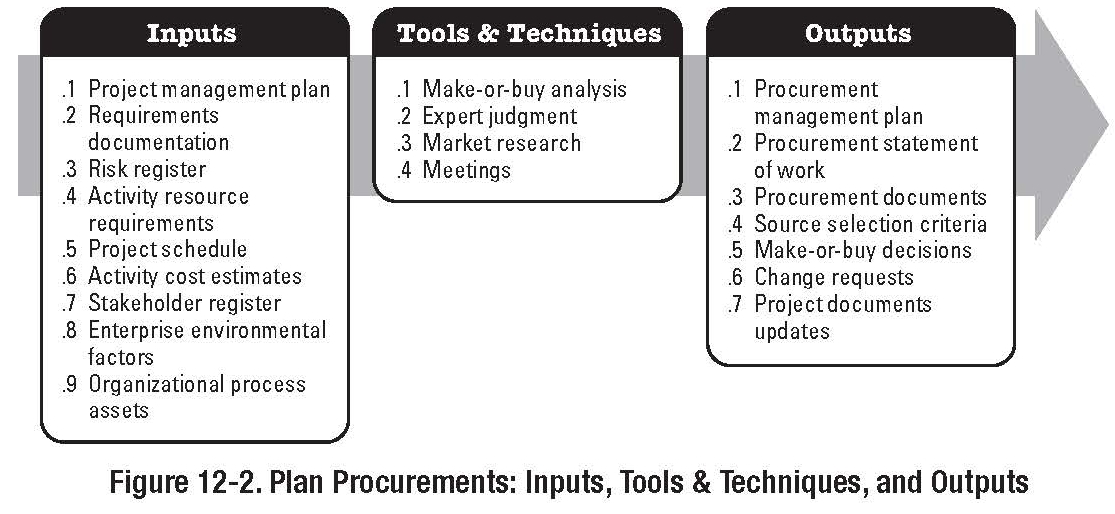 Inputs
.1 Project management plan
.2 Requirements
documentation
.3 Risk register
.4 Activity resource
requirements
.5 Project schedule
.6 Activity cost estimates
.7 Stakeholder register
.8 Enterprise environmental
factors
.9 Organizational process
assets
Tools & Techniques
.1 Make-or-buy analysis
.2 Expert judgment
.3 Market research
.4 Meetings
Outputs
.1 Procurement
management plan
.2 Procurement statement
of work
.3 Procurement documents
.4 Source selection criteria
.5 Make-or-buy decisions
.6 Change requests
.7 Project documents
updates
Figure 12-2. Plan Procurements: Inputs, Tools & Techniques, and Outputs